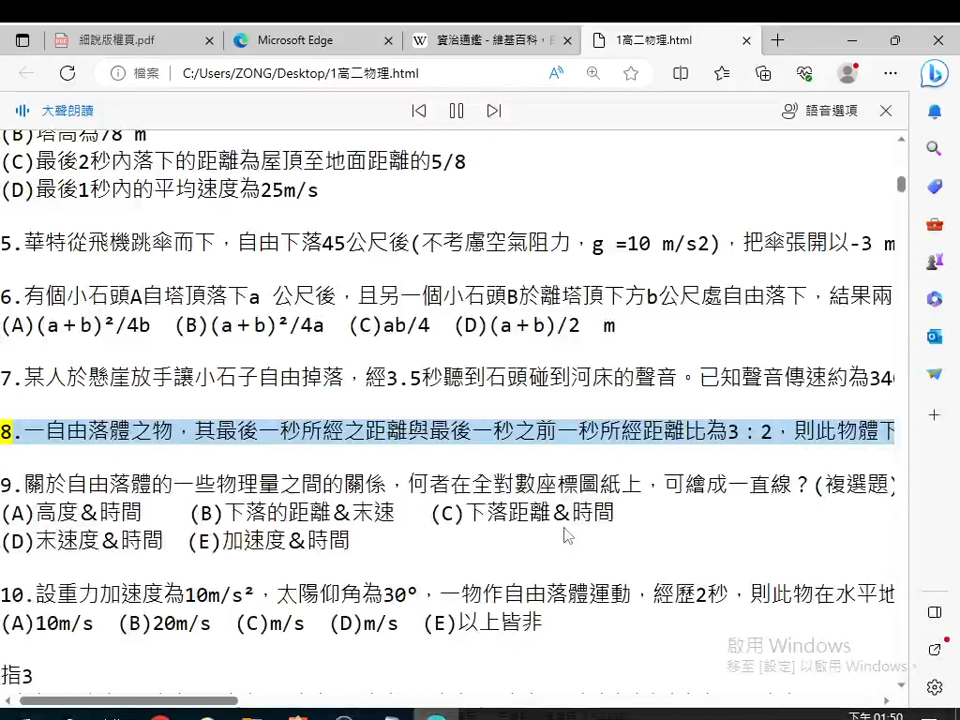 細說版權頁.pdf
Microsoft Edge
資治通鑑 - 維基百科，
1高二物理.html
檔案
C:/Users/ZONG/Desktop/1高二物理.html
大聲朗讀
語音選項
(B)塔高為78 m
(C)最後2秒內落下的距離為屋頂至地面距離的5/8
(D)最後1秒內的平均速度為25m/s
5.華特從飛機跳傘而下，自由下落45公尺後(不考慮空氣阻力，g =10 m/s2)，把傘張開以-3 m
6.有個小石頭A自塔頂落下a 公尺後，且另一個小石頭B於離塔頂下方b公尺處自由落下，結果兩
(A)(a＋b)²/4b (B)(a＋b)²/4a (C)ab/4 (D)(a＋b)/2 m
7.某人於懸崖放手讓小石子自由掉落，經3.5秒聽到石頭碰到河床的聲音。已知聲音傳速約為340
8.一自由落體之物，其最後一秒所經之距離與最後一秒之前一秒所經距離比為3：2，則此物體下
9.關於自由落體的一些物理量之間的關係，何者在全對數座標圖紙上，可繪成一直線？(複選題)
(A)高度＆時間 (B)下落的距離＆末速 (C)下落距離＆時間
(D)末速度＆時間 (E)加速度＆時間
10.設重力加速度為10m/s²，太陽仰角為30°，一物作自由落體運動，經歷2秒，則此物在水平地
(A)10m/s (B)20m/s (C)m/s (D)m/s (E)以上皆非
啟用 Windows
移至 [設定] 以啟用 Windows。
指3
下午 01:50